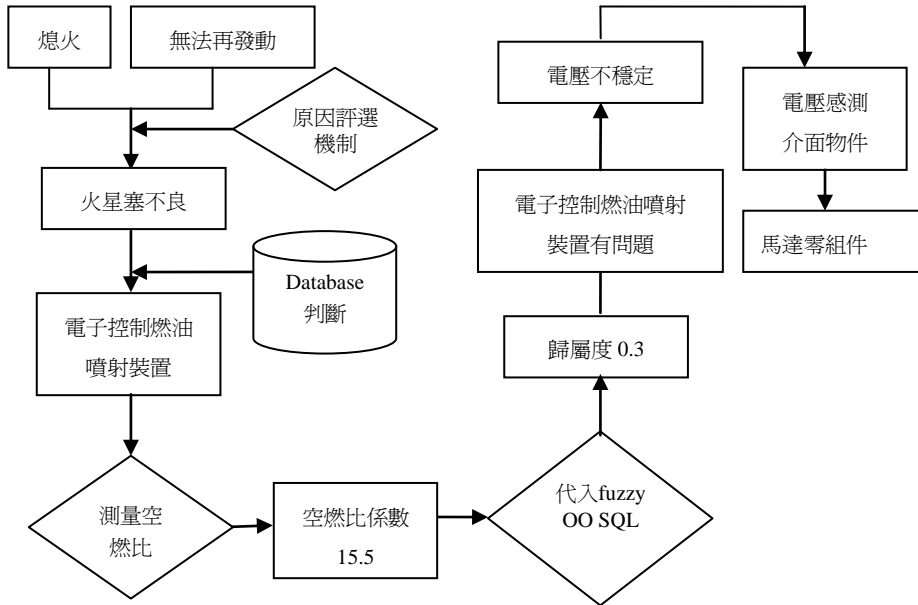 熄火
無法再發動
原因評選
機制
火星塞不良
Database
判斷
電子控制燃油
噴射裝置
測量空
燃比
空燃比係數
15.5
代入fuzzy
OO SQL
歸屬度 0.3
電子控制燃油噴射
裝置有問題
電壓不穩定
電壓感測
介面物件
馬達零組件